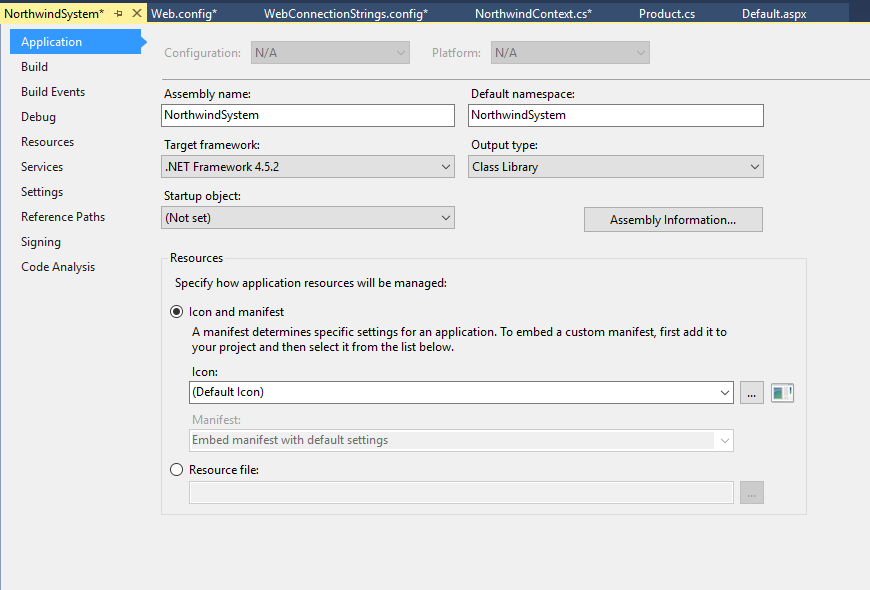 NorthwindSystem* Web.config* WebConnectionStrings.config* NorthwindContext.cs* Product.cs Default.aspx
Application
Build
Build Events
Debug
Resources
Services
Settings
Reference Paths
Signing
Code Analysis
Configuration: N/A Platform: N/A
Assembly name: Default namespace:
NorthwindSystem NorthwindSystem
Target framework: Output type:
.NET Framework 4.5.2 Class Library
Startup object:
(Not set) Assembly Information...
Resources
Specify how application resources will be managed:
Icon and manifest
A manifest determines specific settings for an application. To embed a custom manifest, first add it to
your project and then select it from the list below.
Icon:
(Default Icon) ...
Manifest:
Embed manifest with default settings
Resource file:
...